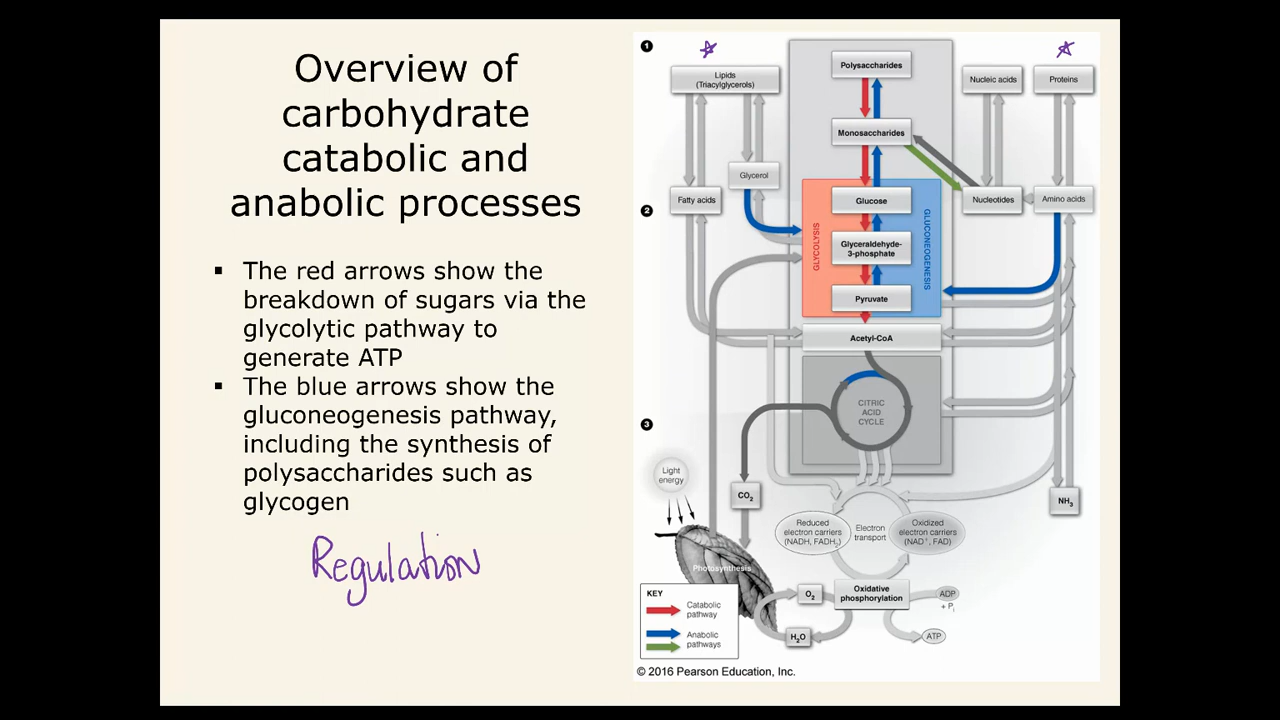 Overview of
carbohydrate
catabolic and
anabolic processes
▪ The red arrows show the
breakdown of sugars via the
glycolytic pathway to
generate ATP
▪ The blue arrows show the
gluconeogenesis pathway,
including the synthesis of
polysaccharides such as
glycogen
Regulation
1
Lipids
(Triacylglycerols)
Polysaccharides
Nucleic acids
Proteins
Monosaccharides
Glycerol
2
Fatty acids
Glucose
Nucleotides
Amino acids
GLYCOLYSIS
Glyceraldehyde-
3-phosphate
GLUCONEOGENESIS
Pyruvate
Acetyl-CoA
CITRIC
ACID
CYCLE
3
Light
energy
CO₂
NH₃
Reduced
electron carriers
(NADH, FADH₂)
Electron
transport
Oxidized
electron carriers
(NAD⁺, FAD)
Photosynthesis
KEY
Catabolic
pathway
Anabolic
pathways
O₂
H₂O
Oxidative
phosphorylation
ADP
+ Pᵢ
ATP
© 2016 Pearson Education, Inc.